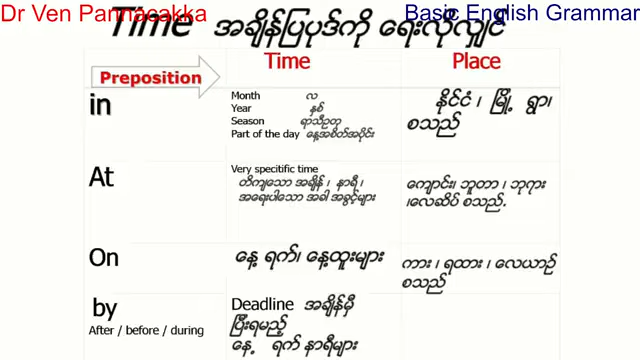 Dr Ven Pannacakka
Basic English Grammar
Time အချိန်ပြပုဒ်ကို ရေးလိုလျှင်
Time
Place
Preposition
in
Month လ
Year နှစ်
Season ရာသီဥတု
Part of the day နေ့အစိတ်အပိုင်း
နိုင်ငံ ၊ မြို့ ရွာ၊
စသည်
At
Very specitific time
တိကျသော အချိန် ၊ နာရီ ၊
အရေးပါသော အခါ အခွင့်များ
ကျောင်း၊ ဘူတာ ၊ ဘုရား
၊လေဆိပ် စသည်.
On
နေ့ ရက်၊ နေ့ထူးများ
ကား ၊ ရထား ၊ လေယာဉ်
စသည်
by
After / before / during
Deadline အချိန်မှီ
ပြီးရမည့်
နေ့ ရက် နာရီများ